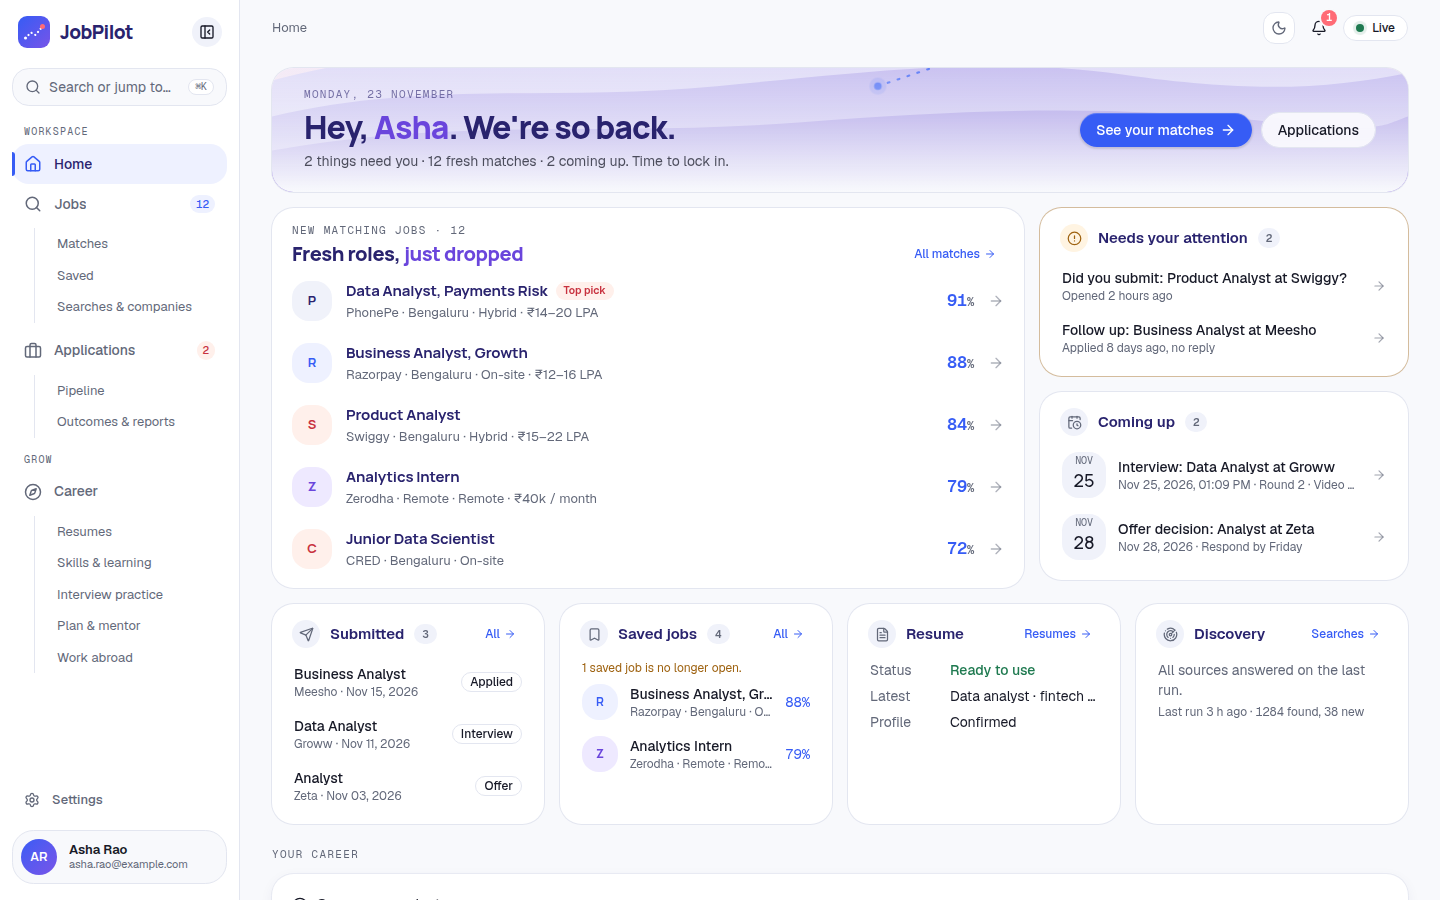 JobPilot
Search or jump to... ⌘K
WORKSPACE
Home
Jobs 12
Matches
Saved
Searches & companies
Applications 2
Pipeline
Outcomes & reports
GROW
Career
Resumes
Skills & learning
Interview practice
Plan & mentor
Work abroad
Settings
AR
Asha Rao
asha.rao@example.com
Home
1
Live
MONDAY, 23 NOVEMBER
Hey, Asha. We're so back.
2 things need you · 12 fresh matches · 2 coming up. Time to lock in.
See your matches
Applications
NEW MATCHING JOBS · 12
Fresh roles, just dropped
All matches
P
Data Analyst, Payments Risk Top pick
PhonePe · Bengaluru · Hybrid · ₹14–20 LPA
91%
R
Business Analyst, Growth
Razorpay · Bengaluru · On-site · ₹12–16 LPA
88%
S
Product Analyst
Swiggy · Bengaluru · Hybrid · ₹15–22 LPA
84%
Z
Analytics Intern
Zerodha · Remote · Remote · ₹40k / month
79%
C
Junior Data Scientist
CRED · Bengaluru · On-site
72%
Needs your attention 2
Did you submit: Product Analyst at Swiggy?
Opened 2 hours ago
Follow up: Business Analyst at Meesho
Applied 8 days ago, no reply
Coming up 2
NOV
25
Interview: Data Analyst at Groww
Nov 25, 2026, 01:09 PM · Round 2 · Video ...
NOV
28
Offer decision: Analyst at Zeta
Nov 28, 2026 · Respond by Friday
Submitted 3 All
Business Analyst
Meesho · Nov 15, 2026
Applied
Data Analyst
Groww · Nov 11, 2026
Interview
Analyst
Zeta · Nov 03, 2026
Offer
Saved jobs 4 All
1 saved job is no longer open.
R
Business Analyst, Gr...
Razorpay · Bengaluru · O...
88%
Z
Analytics Intern
Zerodha · Remote · Remo...
79%
Resume Resumes
Status Ready to use
Latest Data analyst · fintech ...
Profile Confirmed
Discovery Searches
All sources answered on the last
run.
Last run 3 h ago · 1284 found, 38 new
YOUR CAREER